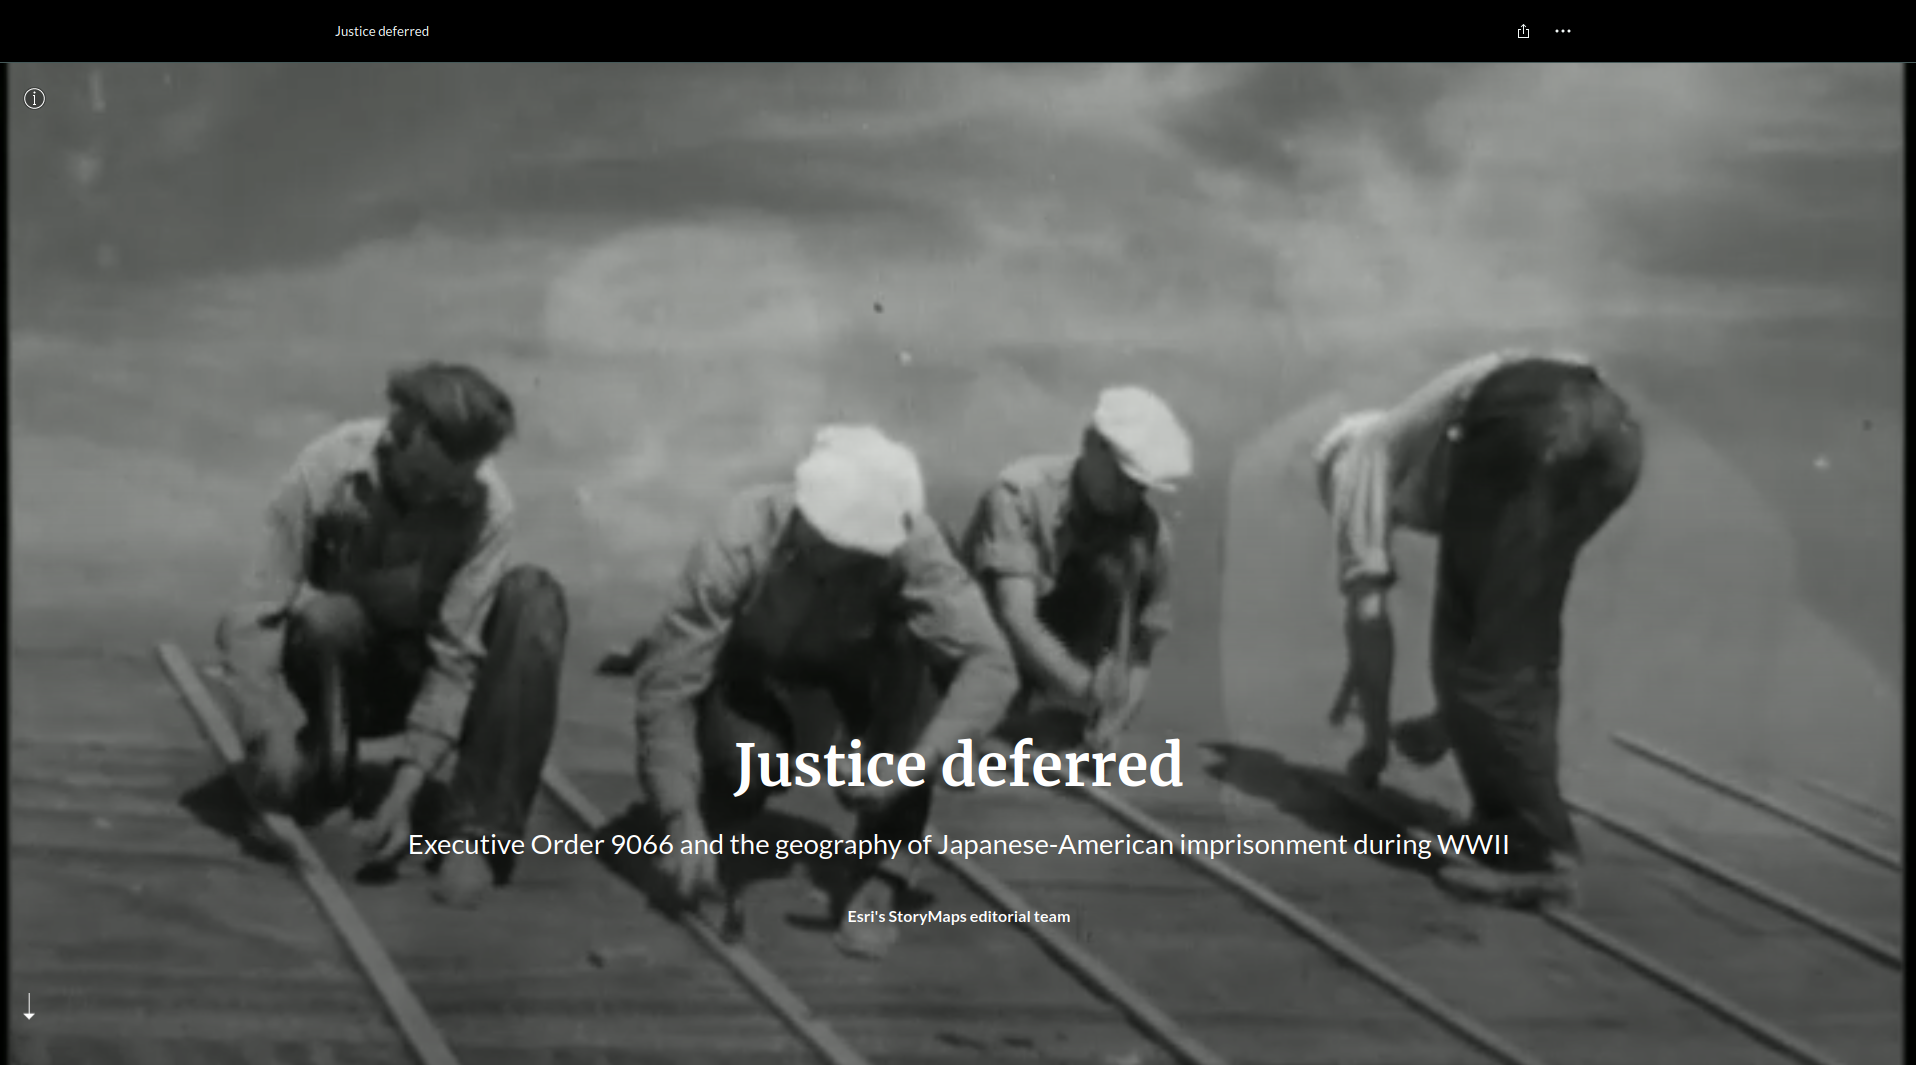 Justice deferred
Justice deferred
Executive Order 9066 and the geography of Japanese-American imprisonment during WWII
Esri's StoryMaps editorial team